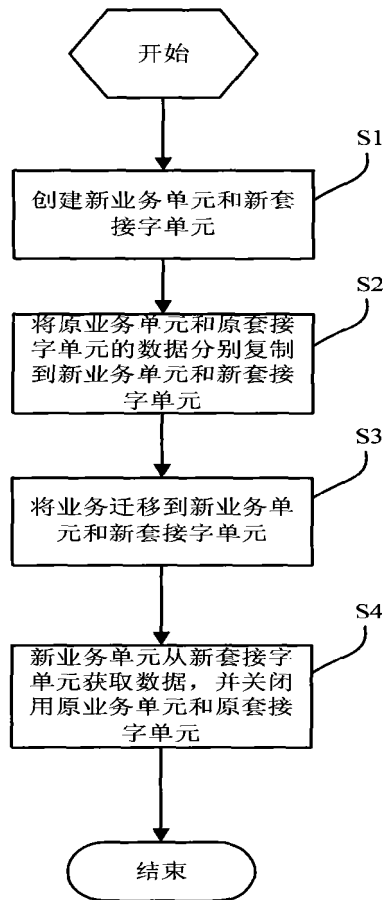 开始
S1
创建新业务单元和新套
接字单元
S2
将原业务单元和原套接
字单元的数据分别复制
到新业务单元和新套接
字单元
S3
将业务迁移到新业务单
元和新套接字单元
S4
新业务单元从新套接字
单元获取数据，并关闭
用原业务单元和原套接
字单元
结束